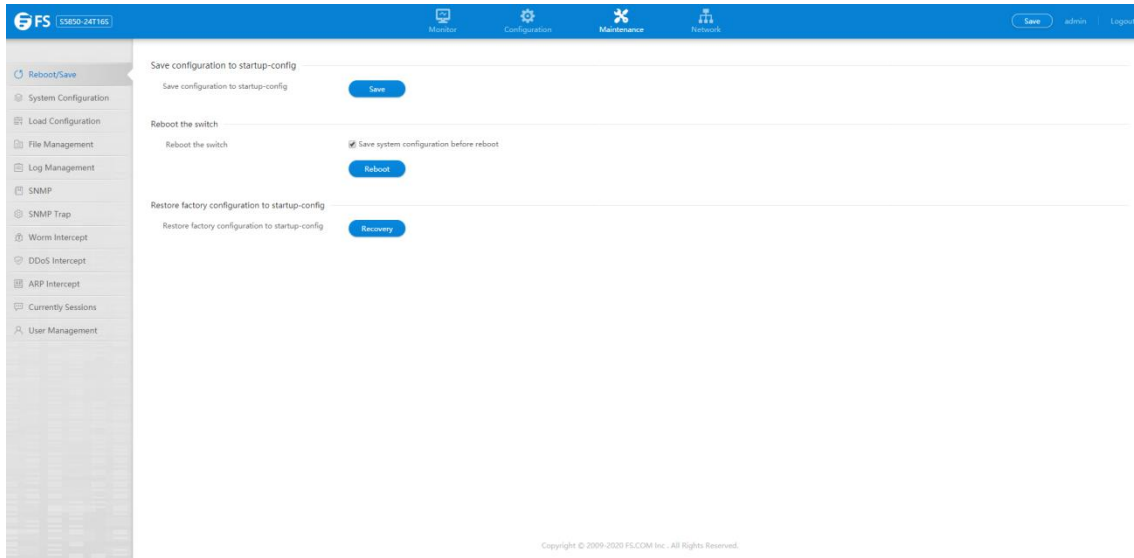 FS S5850-24T16S
Monitor
Configuration
Maintenance
Network
Save
admin
Logout
Reboot/Save
System Configuration
Load Configuration
File Management
Log Management
SNMP
SNMP Trap
Worm Intercept
DDoS Intercept
ARP Intercept
Currently Sessions
User Management
Save configuration to startup-config
Save configuration to startup-config
Save
Reboot the switch
Reboot the switch
Save system configuration before reboot
Reboot
Restore factory configuration to startup-config
Restore factory configuration to startup-config
Recovery
Copyright © 2009-2020 FS.COM Inc . All Rights Reserved.